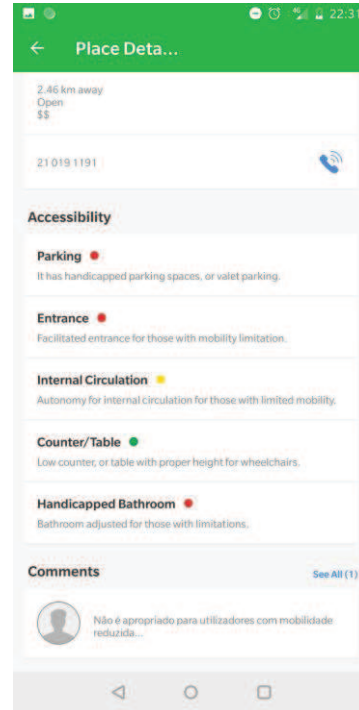 22:31
Place Deta...
2.46 km away
Open
$$
21 019 1191
Accessibility
Parking
It has handicapped parking spaces, or valet parking.
Entrance
Facilitated entrance for those with mobility limitation.
Internal Circulation
Autonomy for internal circulation for those with limited mobility.
Counter/Table
Low counter, or table with proper height for wheelchairs.
Handicapped Bathroom
Bathroom adjusted for those with limitations.
Comments See All (1)
Não é apropriado para utilizadores com mobilidade
reduzida...